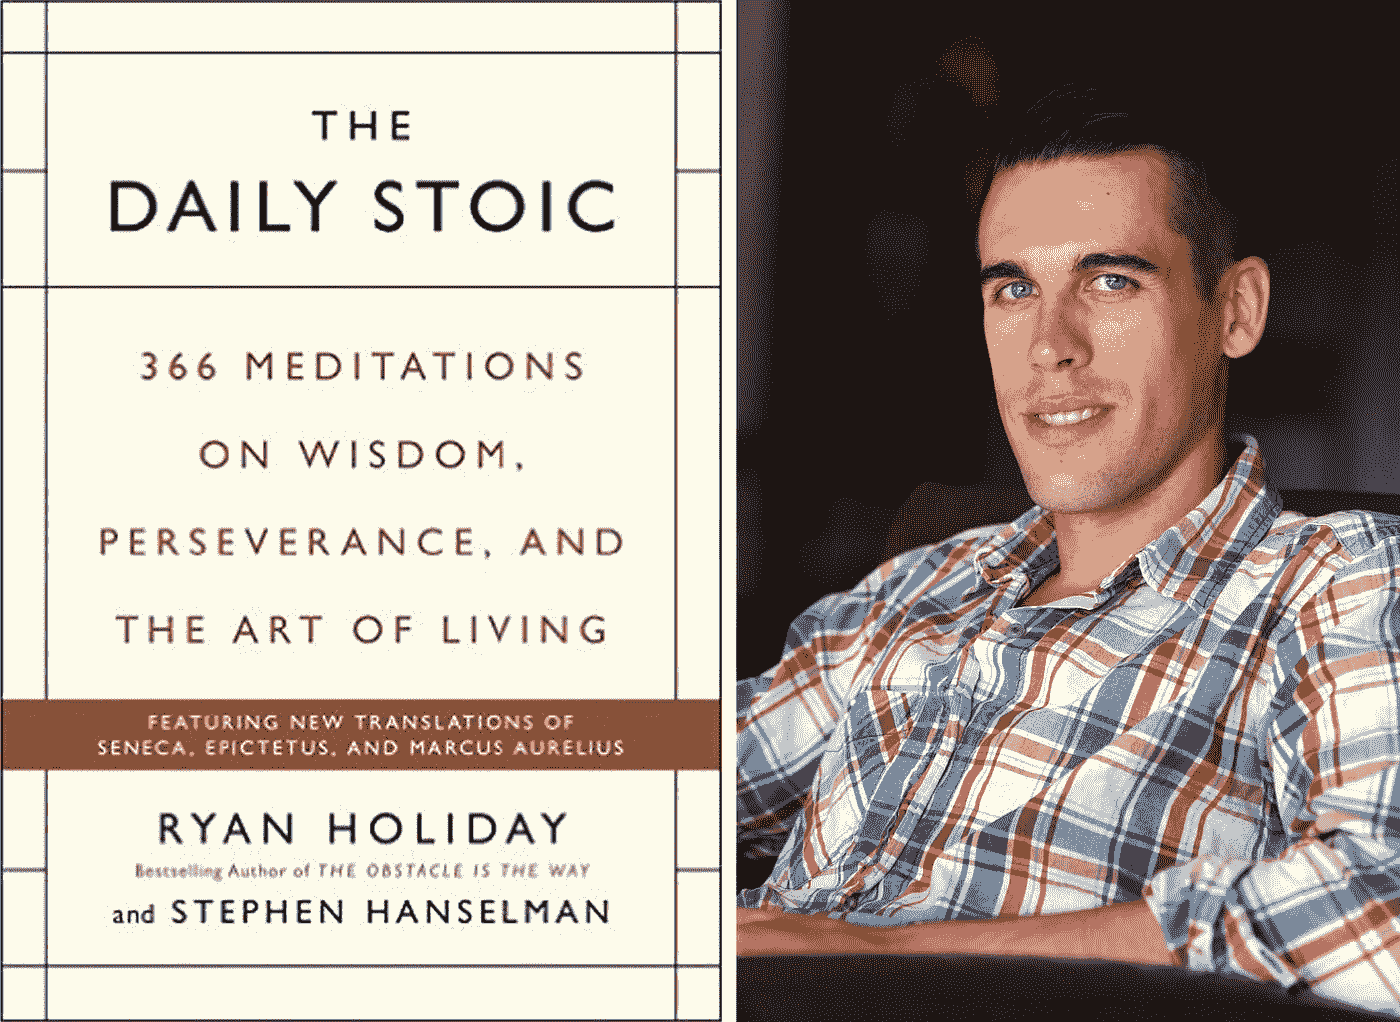 THE
DAILY STOIC
366 MEDITATIONS
ON WISDOM,
PERSEVERANCE, AND
THE ART OF LIVING
FEATURING NEW TRANSLATIONS OF
SENECA, EPICTETUS, AND MARCUS AURELIUS
RYAN HOLIDAY
Bestselling Author of THE OBSTACLE IS THE WAY
and STEPHEN HANSELMAN